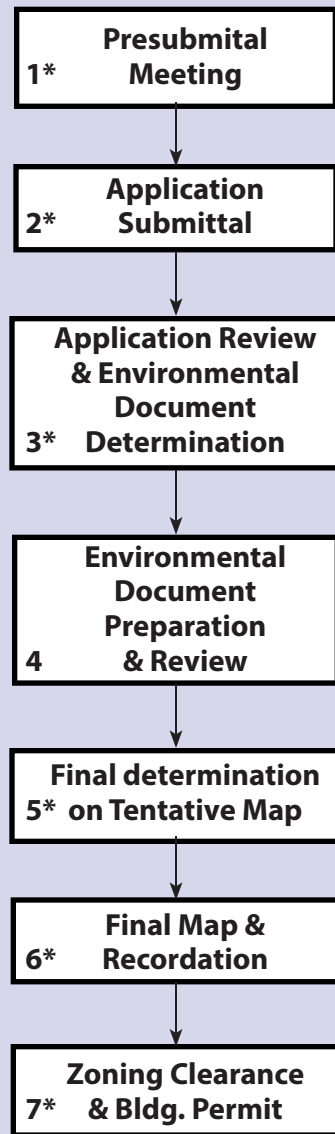 Presubmital
1* Meeting
Application
2* Submittal
Application Review
& Environmental
Document
3* Determination
Environmental
Document
Preparation
4 & Review
Final determination
5* on Tentative Map
Final Map &
6* Recordation
Zoning Clearance
7* & Bldg. Permit